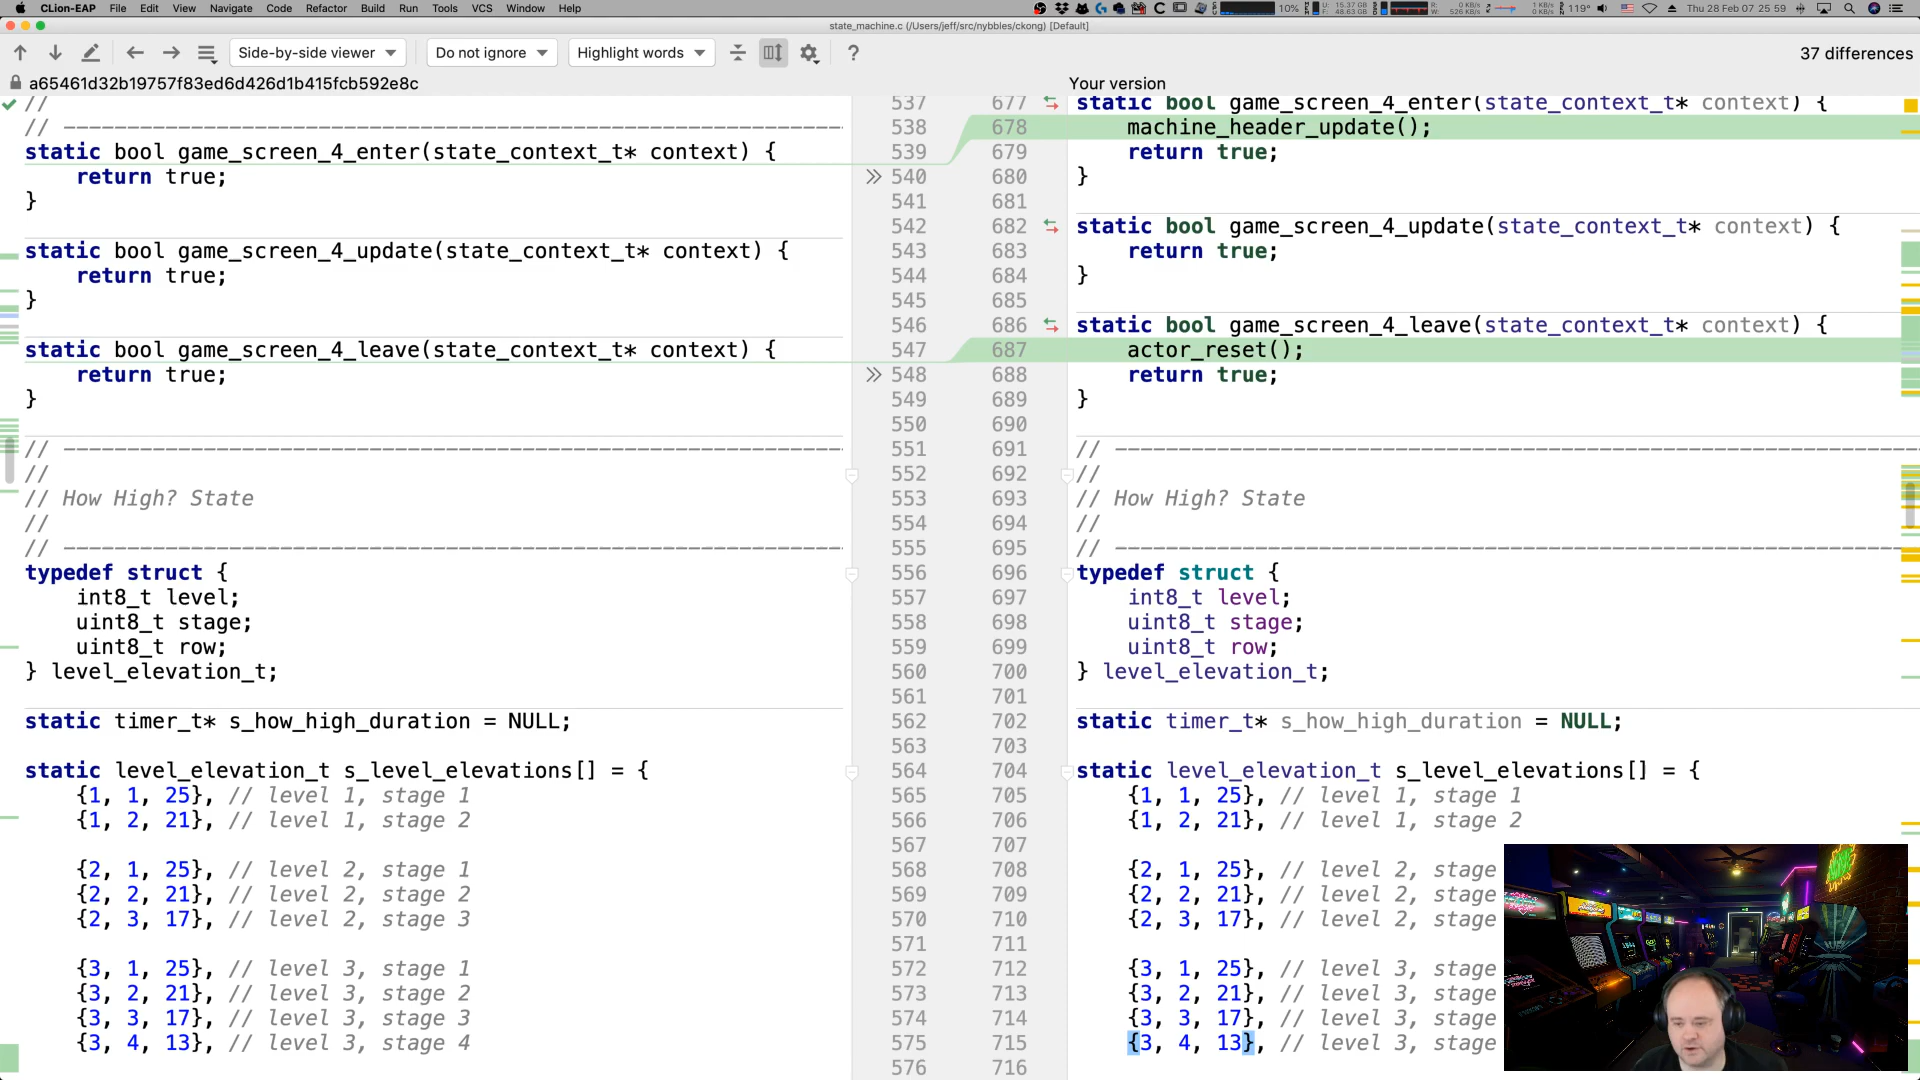 CLion-EAP File Edit View Navigate Code Refactor Build Run Tools VCS Window Help 10% 119° Thu 28 Feb 07 25 59
state_machine.c (/Users/jeff/src/nybbles/ckong) [Default]
Side-by-side viewer Do not ignore Highlight words ? 37 differences
a65461d32b19757f83ed6d426d1b415fcb592e8c Your version
// 537 677 static bool game_screen_4_enter(state_context_t* context) {
// ---------- 538 678 machine_header_update();
static bool game_screen_4_enter(state_context_t* context) { 539 679 return true;
return true; >> 540 680 }
} 541 681
542 682 static bool game_screen_4_update(state_context_t* context) {
static bool game_screen_4_update(state_context_t* context) { 543 683 return true;
return true; 544 684 }
} 545 685
546 686 static bool game_screen_4_leave(state_context_t* context) {
static bool game_screen_4_leave(state_context_t* context) { 547 687 actor_reset();
return true; >> 548 688 return true;
} 549 689 }
550 690
// ---------- 551 691 // ----------
// 552 692 //
// How High? State 553 693 // How High? State
// 554 694 //
// ---------- 555 695 // ----------
typedef struct { 556 696 typedef struct {
int8_t level; 557 697 int8_t level;
uint8_t stage; 558 698 uint8_t stage;
uint8_t row; 559 699 uint8_t row;
} level_elevation_t; 560 700 } level_elevation_t;
561 701
static timer_t* s_how_high_duration = NULL; 562 702 static timer_t* s_how_high_duration = NULL;
563 703
static level_elevation_t s_level_elevations[] = { 564 704 static level_elevation_t s_level_elevations[] = {
{1, 1, 25}, // level 1, stage 1 565 705 {1, 1, 25}, // level 1, stage 1
{1, 2, 21}, // level 1, stage 2 566 706 {1, 2, 21}, // level 1, stage 2
567 707
{2, 1, 25}, // level 2, stage 1 568 708 {2, 1, 25}, // level 2, stage
{2, 2, 21}, // level 2, stage 2 569 709 {2, 2, 21}, // level 2, stage
{2, 3, 17}, // level 2, stage 3 570 710 {2, 3, 17}, // level 2, stage
571 711
{3, 1, 25}, // level 3, stage 1 572 712 {3, 1, 25}, // level 3, stage
{3, 2, 21}, // level 3, stage 2 573 713 {3, 2, 21}, // level 3, stage
{3, 3, 17}, // level 3, stage 3 574 714 {3, 3, 17}, // level 3, stage
{3, 4, 13}, // level 3, stage 4 575 715 {3, 4, 13}, // level 3, stage
576 716